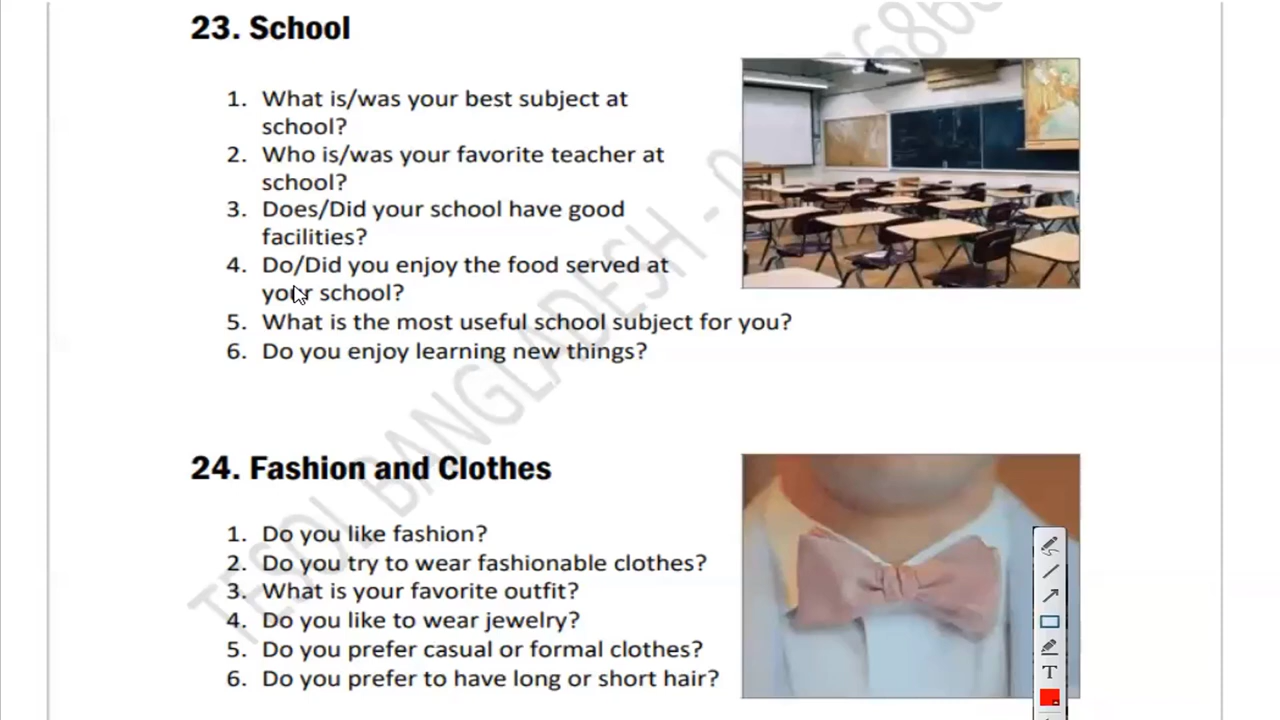 23. School
1. What is/was your best subject at
school?
2. Who is/was your favorite teacher at
school?
3. Does/Did your school have good
facilities?
4. Do/Did you enjoy the food served at
your school?
5. What is the most useful school subject for you?
6. Do you enjoy learning new things?
24. Fashion and Clothes
1. Do you like fashion?
2. Do you try to wear fashionable clothes?
3. What is your favorite outfit?
4. Do you like to wear jewelry?
5. Do you prefer casual or formal clothes?
6. Do you prefer to have long or short hair?
TESOL BANGLADESH - 0
T